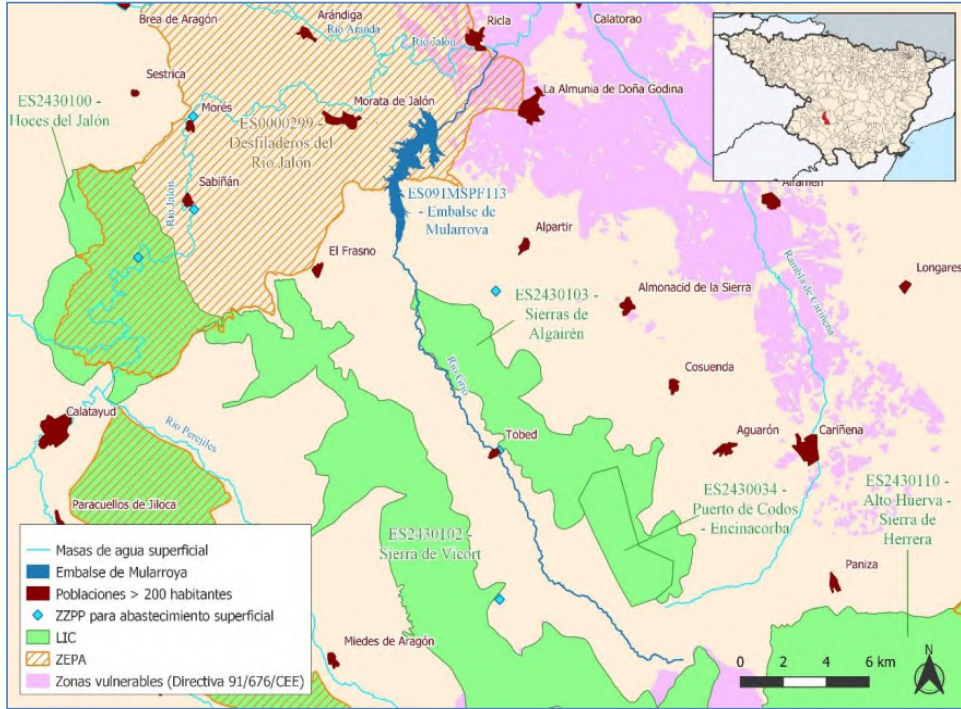 Brea de Aragón
Arándiga
Río Aranda
Ricla
Calatorao
Río Jalón
Sestrica
La Almunia de Doña Godina
ES2430100 -
Hoces del Jalón
Morés
ES0000299 -
Desfiladeros del
Río Jalón
Morata de Jalón
Sabiñán
Río Jalón
ES091MSPF113
- Embalse de
Mularroya
Alpartir
El Frasno
Alfamén
Longares
Rambla de Cariñena
Almonacid de la Sierra
ES2430103 -
Sierras de
Algairén
Río Grío
Cosuenda
Calatayud
Río Perejiles
Tobed
Aguarón
Cariñena
Paracuellos de Jiloca
ES2430034 -
Puerto de Codos
- Encinacorba
ES2430110 -
Alto Huerva -
Sierra de
Herrera
ES2430102 -
Sierra de Vicort
Paniza
Miedes de Aragón
Masas de agua superficial
Embalse de Mularroya
Poblaciones > 200 habitantes
ZZPP para abastecimiento superficial
LIC
ZEPA
Zonas vulnerables (Directiva 91/676/CEE)
0 2 4 6 km
N